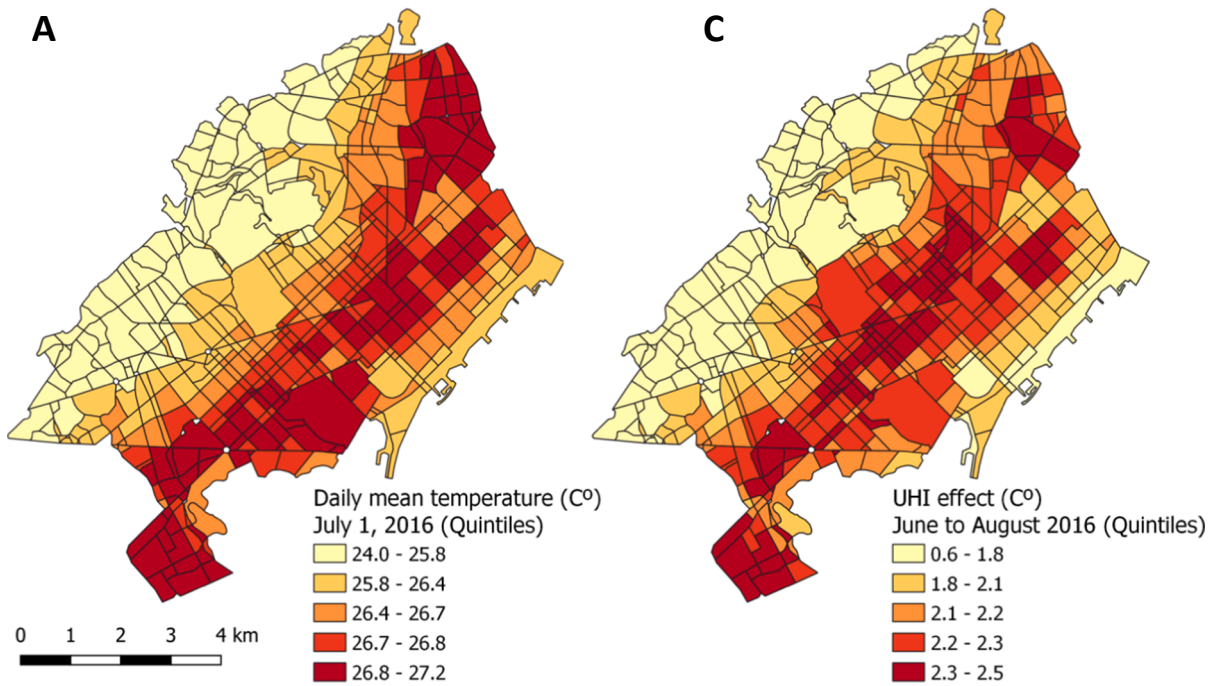 A
C
Daily mean temperature (Cº)
July 1, 2016 (Quintiles)
24.0 - 25.8
25.8 - 26.4
26.4 - 26.7
26.7 - 26.8
26.8 - 27.2
0 1 2 3 4 km
UHI effect (Cº)
June to August 2016 (Quintiles)
0.6 - 1.8
1.8 - 2.1
2.1 - 2.2
2.2 - 2.3
2.3 - 2.5